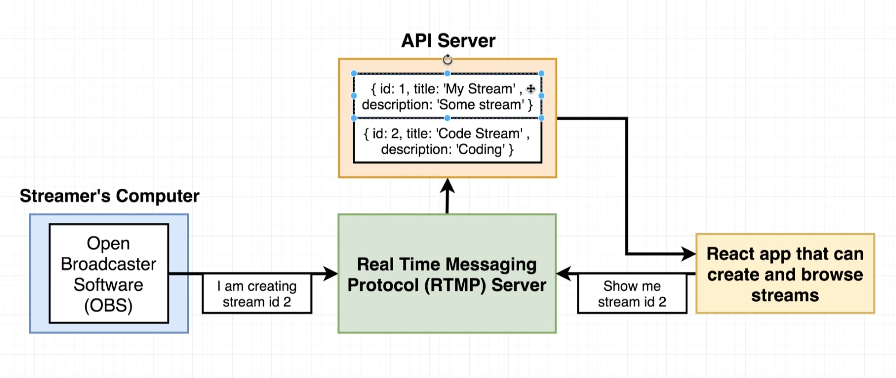 API Server
{ id: 1, title: 'My Stream' ,
description: 'Some stream' }
{ id: 2, title: 'Code Stream' ,
description: 'Coding' }
Streamer's Computer
Open
Broadcaster
Software
(OBS)
I am creating
stream id 2
Real Time Messaging
Protocol (RTMP) Server
Show me
stream id 2
React app that can
create and browse
streams